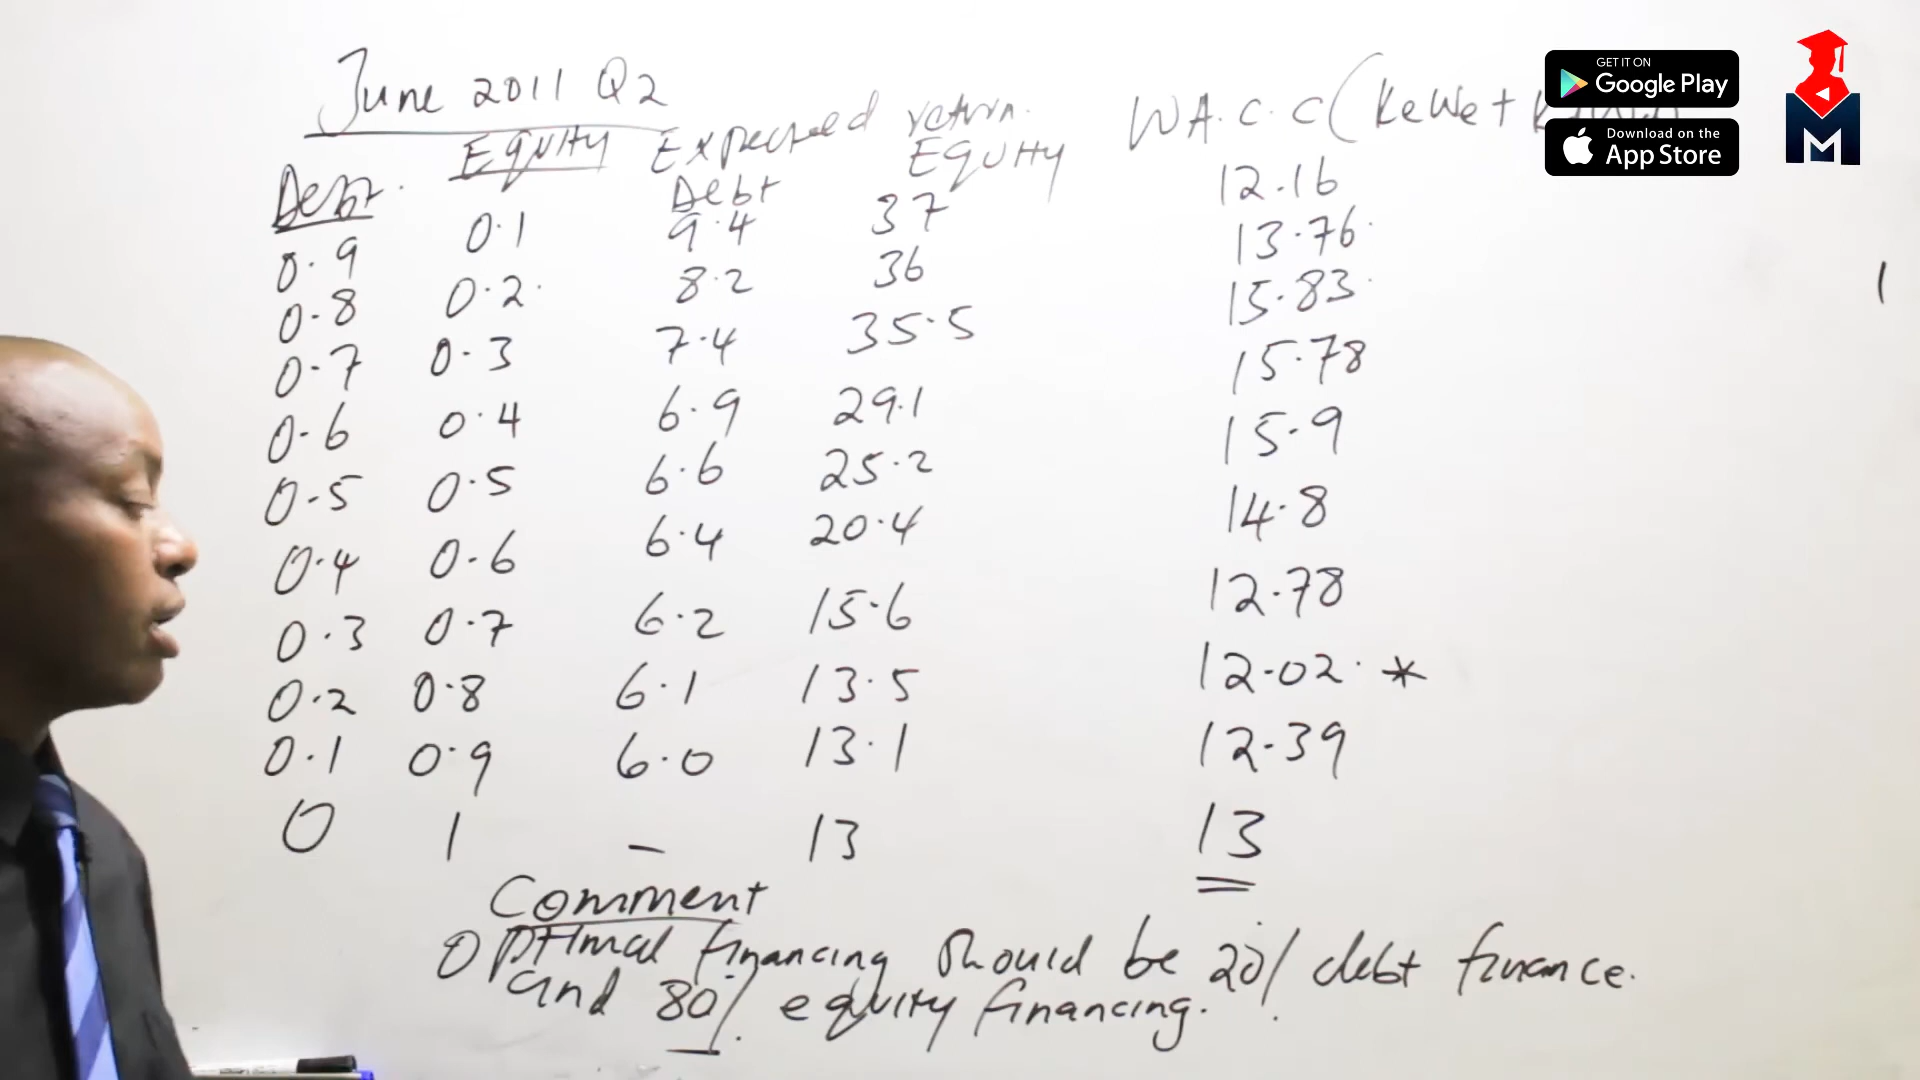 June 2011 Q2
Debt. Equity Expected return. WA.C.C (KeWe +
Debt Equity
0.9 0.1 9.4 37 12.16
0.8 0.2 8.2 36 13.76
0.7 0.3 7.4 35.5 15.83
0.6 0.4 6.9 29.1 15.78
0.5 0.5 6.6 25.2 15.9
0.4 0.6 6.4 20.4 14.8
0.3 0.7 6.2 15.6 12.78
0.2 0.8 6.1 13.5 12.02 *
0.1 0.9 6.0 13.1 12.39
0 1 – 13 13
Comment
Optimal financing should be 20% debt finance.
and 80% equity financing.
GET IT ON
Google Play
Download on the
App Store
M